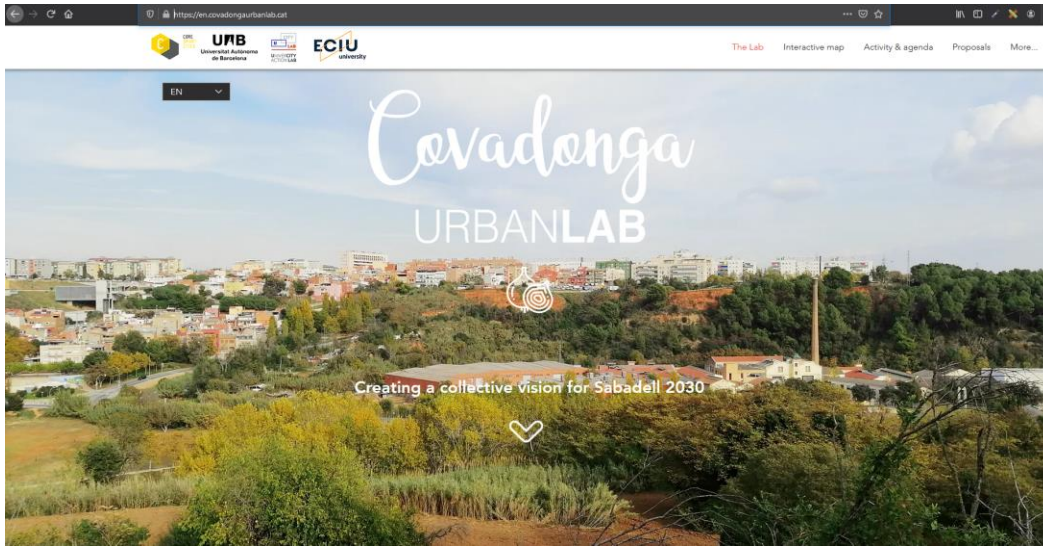 https://en.covadongaurbanlab.cat
UAB
Universitat Autònoma
de Barcelona
ECIU
university
The Lab
Interactive map
Activity & agenda
Proposals
More...
EN
Covadonga
URBANLAB
Creating a collective vision for Sabadell 2030